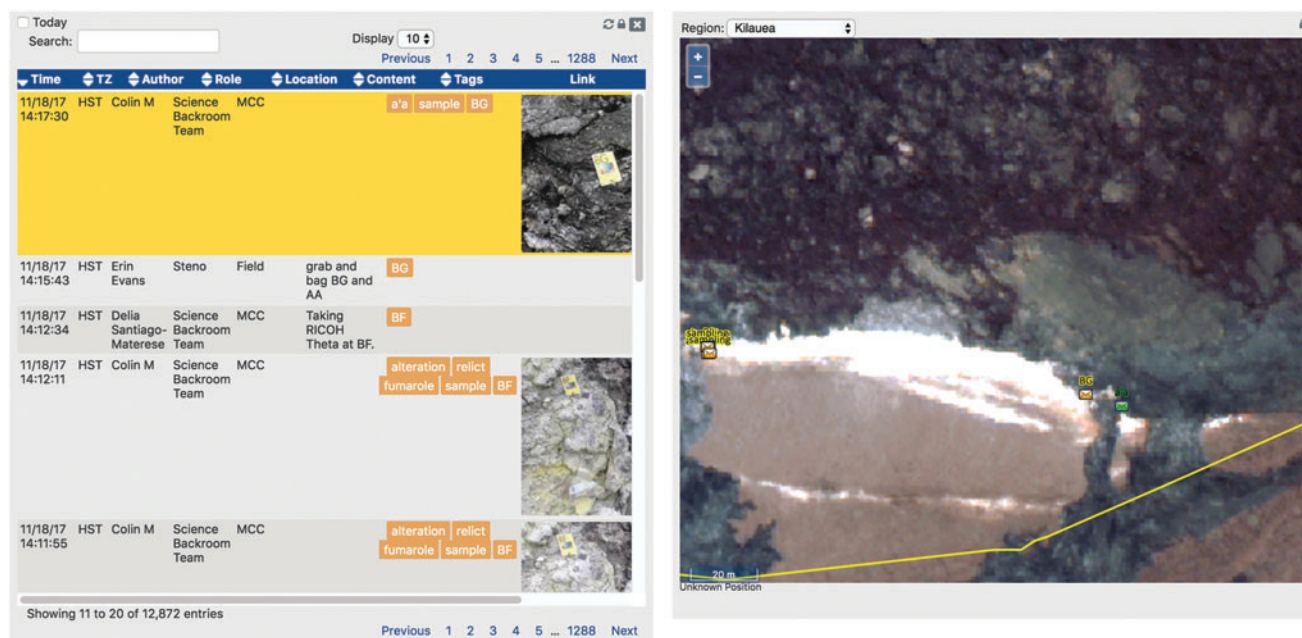 Today
Search:
Display 10
Previous 1 2 3 4 5 ... 1288 Next
Time TZ Author Role Location Content Tags Link
11/18/17 HST Colin M Science MCC a'a sample BG
14:17:30 Backroom
Team
BG
11/18/17 HST Erin Steno Field grab and BG
14:15:43 Evans bag BG and
AA
11/18/17 HST Delia Science MCC Taking BF
14:12:34 Santiago- Backroom RICOH
Materese Team Theta at BF.
11/18/17 HST Colin M Science MCC alteration relict
14:12:11 Backroom fumarole sample BF
Team
11/18/17 HST Colin M Science MCC alteration relict
14:11:55 Backroom fumarole sample BF
Team
Showing 11 to 20 of 12,872 entries
Previous 1 2 3 4 5 ... 1288 Next
Region: Kilauea
+
−
sampling
sampling
BG
20 m
Unknown Position